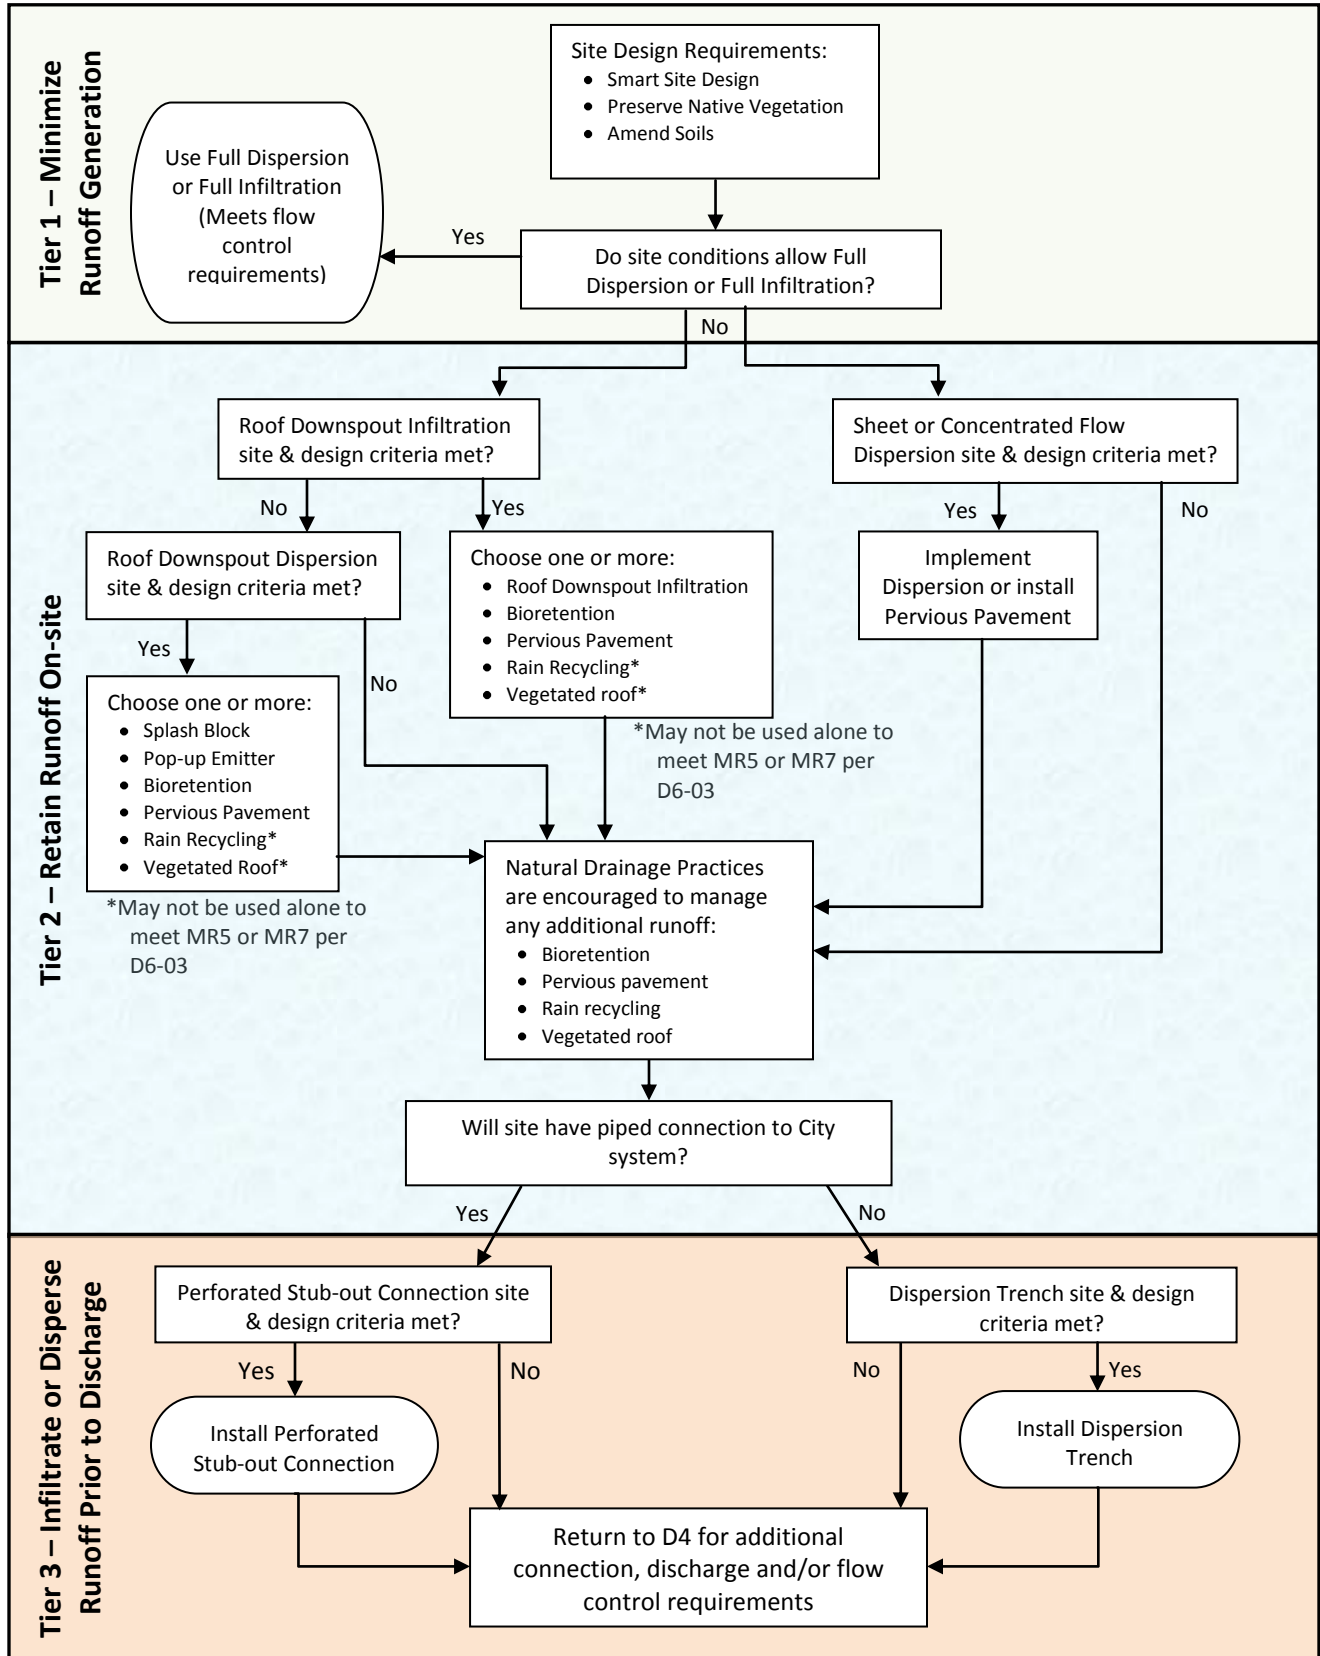 Tier 1 – Minimize
Runoff Generation
Site Design Requirements:
• Smart Site Design
• Preserve Native Vegetation
• Amend Soils
Use Full Dispersion
or Full Infiltration
(Meets flow
control
requirements)
Yes
Do site conditions allow Full
Dispersion or Full Infiltration?
No
Tier 2 – Retain Runoff On-site
Roof Downspout Infiltration
site & design criteria met?
Sheet or Concentrated Flow
Dispersion site & design criteria met?
No
Yes
Yes
No
Roof Downspout Dispersion
site & design criteria met?
Choose one or more:
• Roof Downspout Infiltration
• Bioretention
• Pervious Pavement
• Rain Recycling*
• Vegetated roof*
Implement
Dispersion or install
Pervious Pavement
Yes
No
Choose one or more:
• Splash Block
• Pop-up Emitter
• Bioretention
• Pervious Pavement
• Rain Recycling*
• Vegetated Roof*
*May not be used alone to
meet MR5 or MR7 per
D6-03
*May not be used alone to
meet MR5 or MR7 per
D6-03
Natural Drainage Practices
are encouraged to manage
any additional runoff:
• Bioretention
• Pervious pavement
• Rain recycling
• Vegetated roof
Will site have piped connection to City
system?
Yes
No
Tier 3 – Infiltrate or Disperse
Runoff Prior to Discharge
Perforated Stub-out Connection site
& design criteria met?
Dispersion Trench site & design
criteria met?
Yes
No
No
Yes
Install Perforated
Stub-out Connection
Install Dispersion
Trench
Return to D4 for additional
connection, discharge and/or flow
control requirements